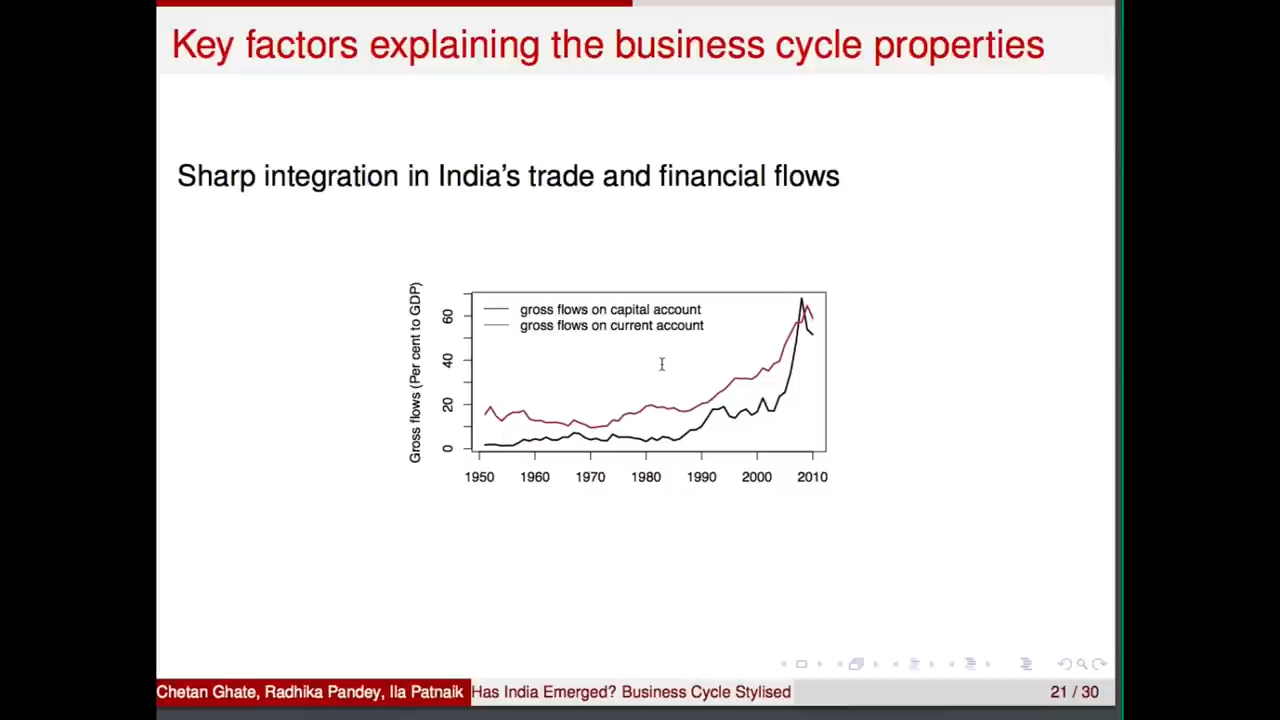 Key factors explaining the business cycle properties
Sharp integration in India's trade and financial flows
Gross flows (Per cent to GDP)
60
40
20
0
gross flows on capital account
gross flows on current account
1950 1960 1970 1980 1990 2000 2010
Chetan Ghate, Radhika Pandey, Ila Patnaik Has India Emerged? Business Cycle Stylised 21 / 30